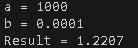 a = 1000
b = 0.0001
Result = 1.2207